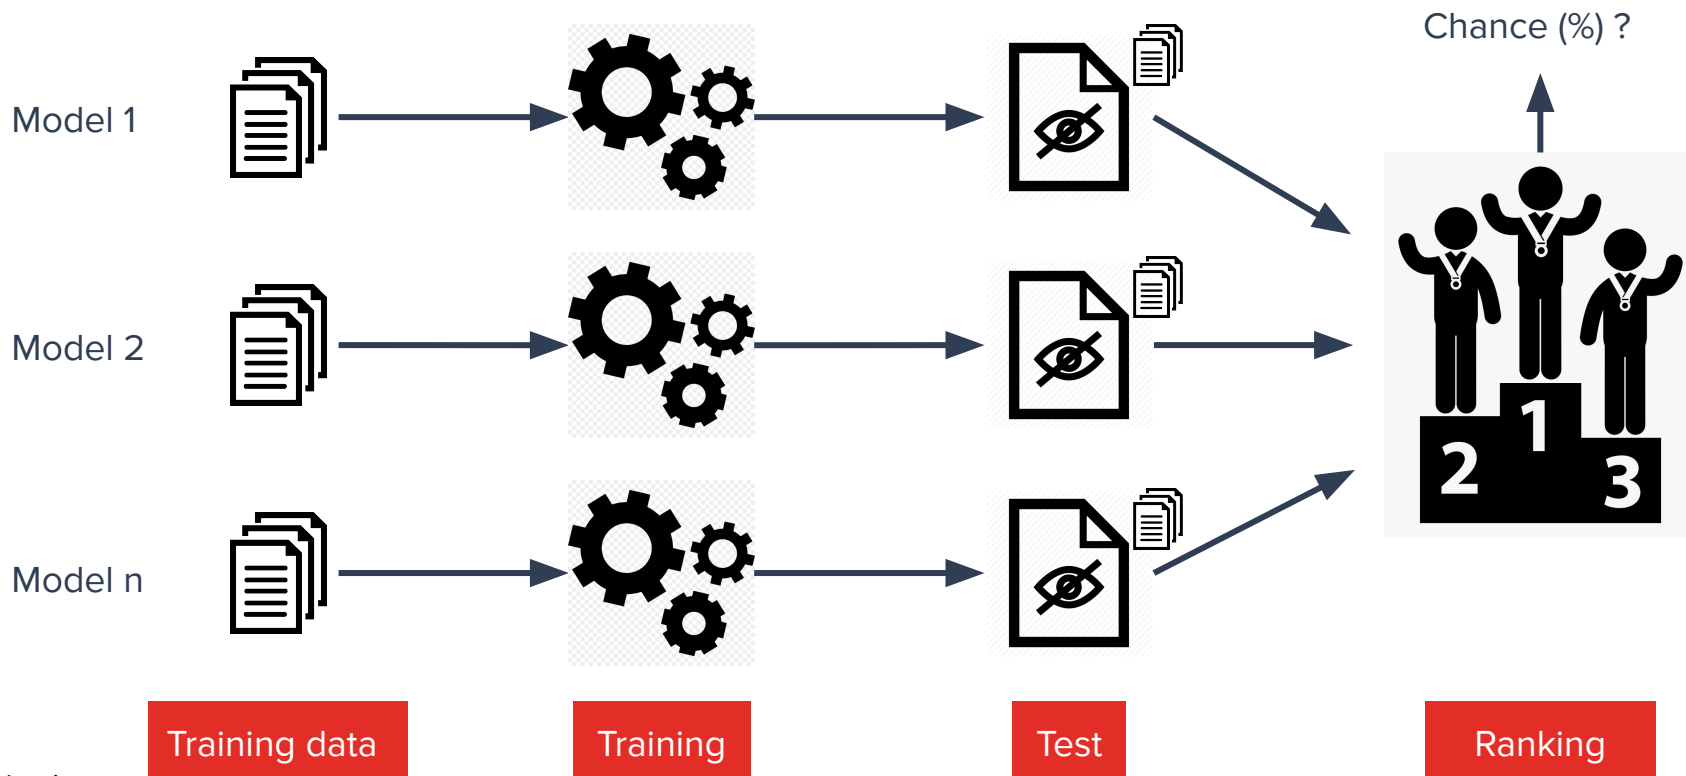 Chance (%) ?
Model 1
Model 2
Model n
2
1
3
Training data
Training
Test
Ranking